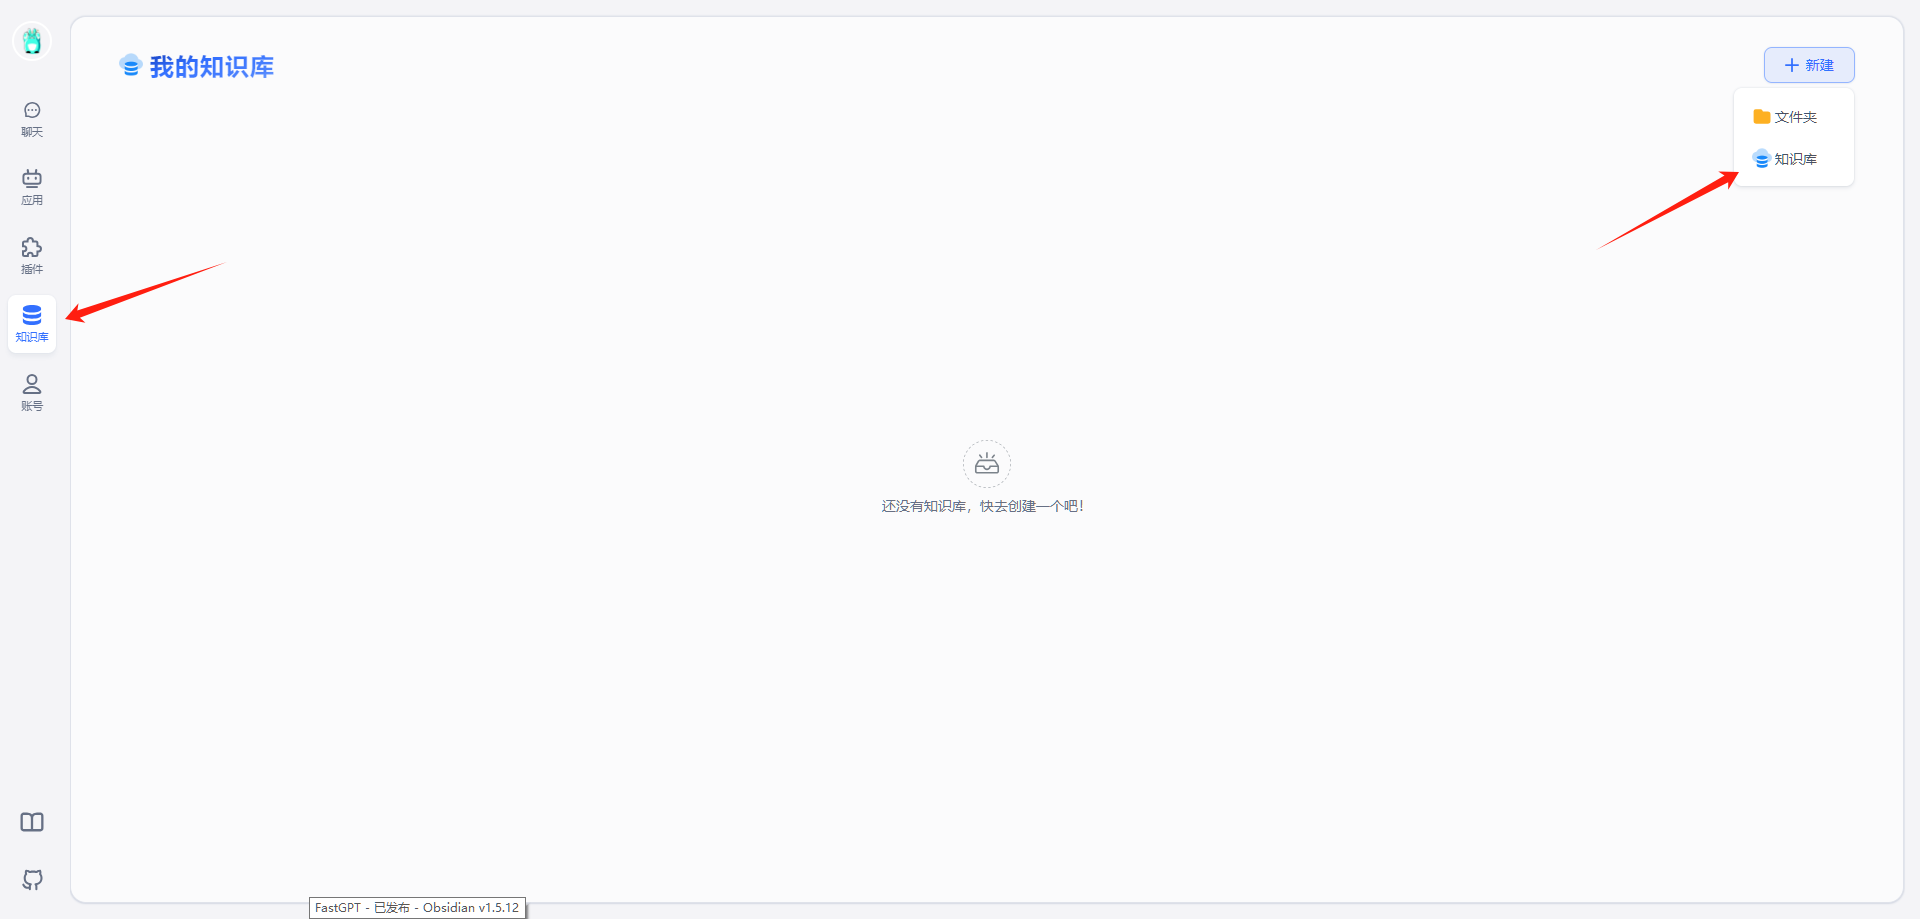 我的知识库
新建
文件夹
知识库
聊天
应用
插件
知识库
账号
还没有知识库，快去创建一个吧！
FastGPT - 已发布 - Obsidian v1.5.12